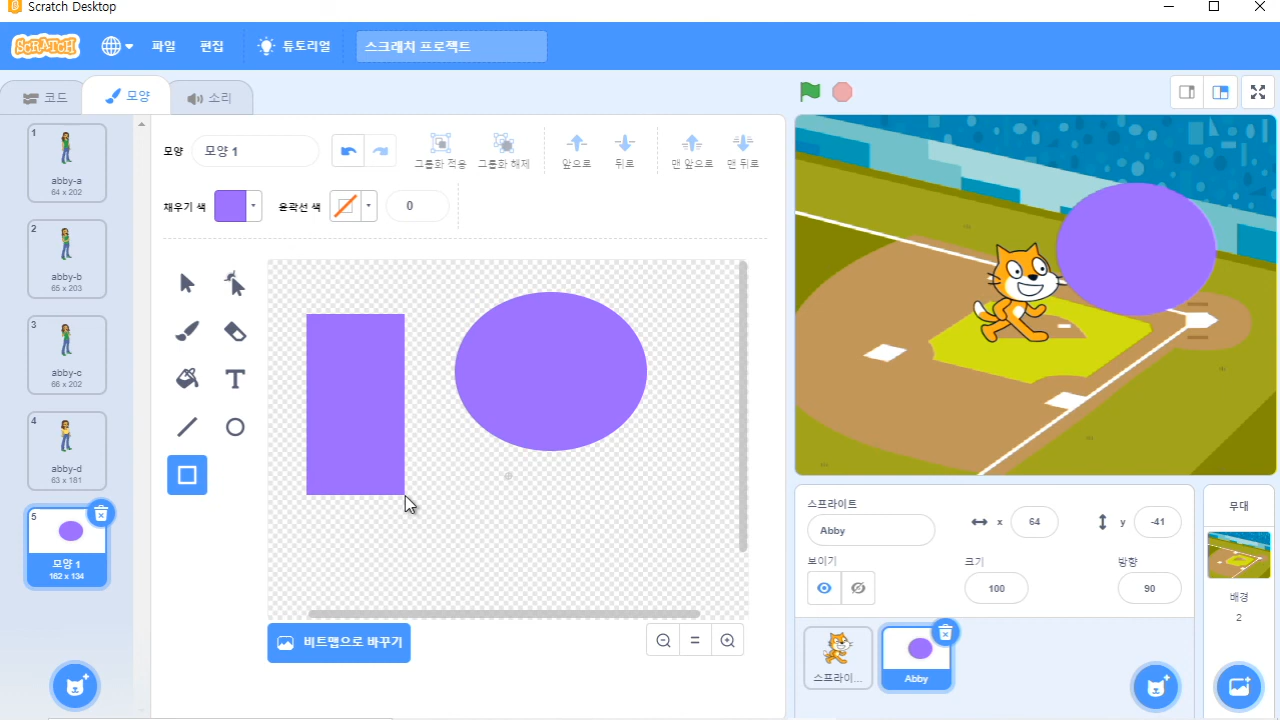 Scratch Desktop
SCRATCH
파일
편집
튜토리얼
스크래치 프로젝트
코드
모양
소리
1
abby-a
64 x 202
2
abby-b
65 x 203
3
abby-c
66 x 202
4
abby-d
63 x 181
5
모양 1
162 x 134
모양
모양 1
그룹화 적용
그룹화 해제
앞으로
뒤로
맨 앞으로
맨 뒤로
채우기 색
윤곽선 색
0
비트맵으로 바꾸기
스프라이트
Abby
x
64
y
-41
보이기
크기
100
방향
90
스프라이...
Abby
무대
배경
2